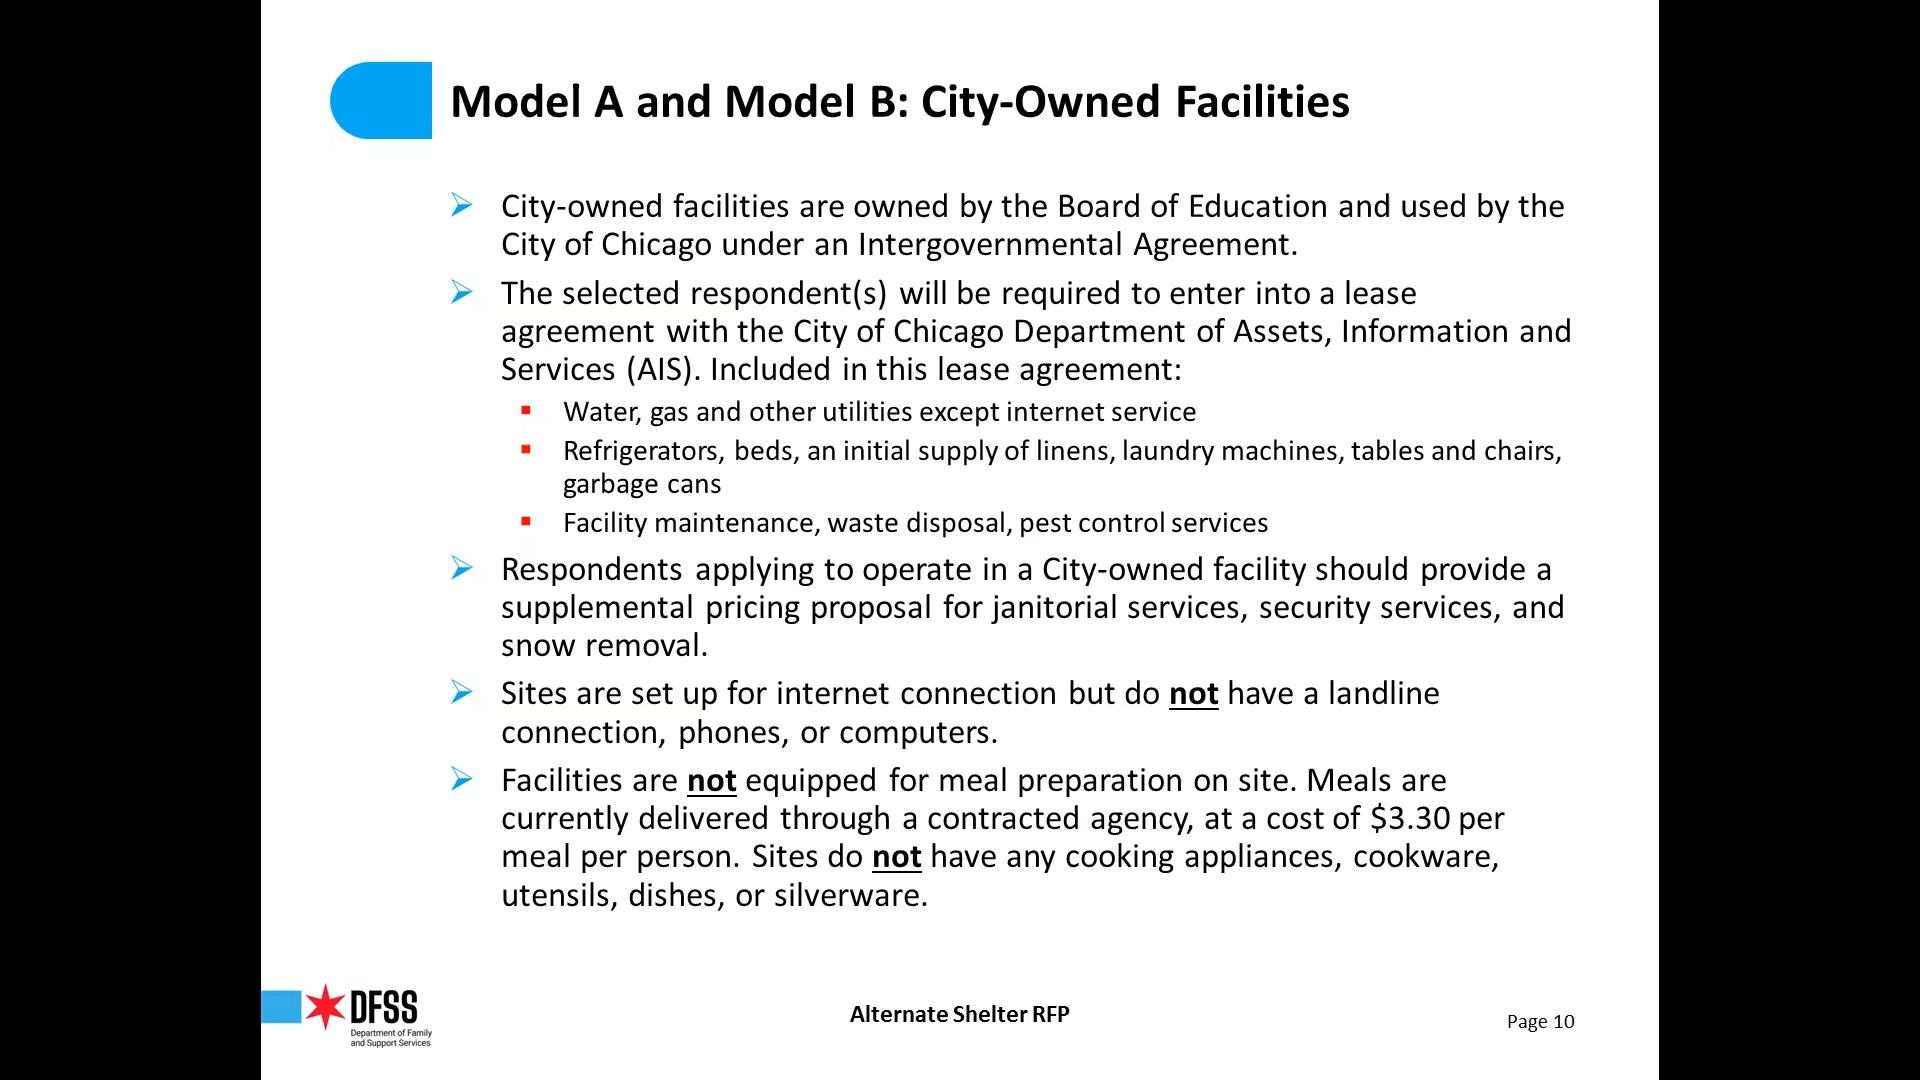 Model A and Model B: City-Owned Facilities
City-owned facilities are owned by the Board of Education and used by the
City of Chicago under an Intergovernmental Agreement.
The selected respondent(s) will be required to enter into a lease
agreement with the City of Chicago Department of Assets, Information and
Services (AIS). Included in this lease agreement:
Water, gas and other utilities except internet service
Refrigerators, beds, an initial supply of linens, laundry machines, tables and chairs,
garbage cans
Facility maintenance, waste disposal, pest control services
Respondents applying to operate in a City-owned facility should provide a
supplemental pricing proposal for janitorial services, security services, and
snow removal.
Sites are set up for internet connection but do not have a landline
connection, phones, or computers.
Facilities are not equipped for meal preparation on site. Meals are
currently delivered through a contracted agency, at a cost of $3.30 per
meal per person. Sites do not have any cooking appliances, cookware,
utensils, dishes, or silverware.
DFSS
Department of Family
and Support Services
Alternate Shelter RFP
Page 10